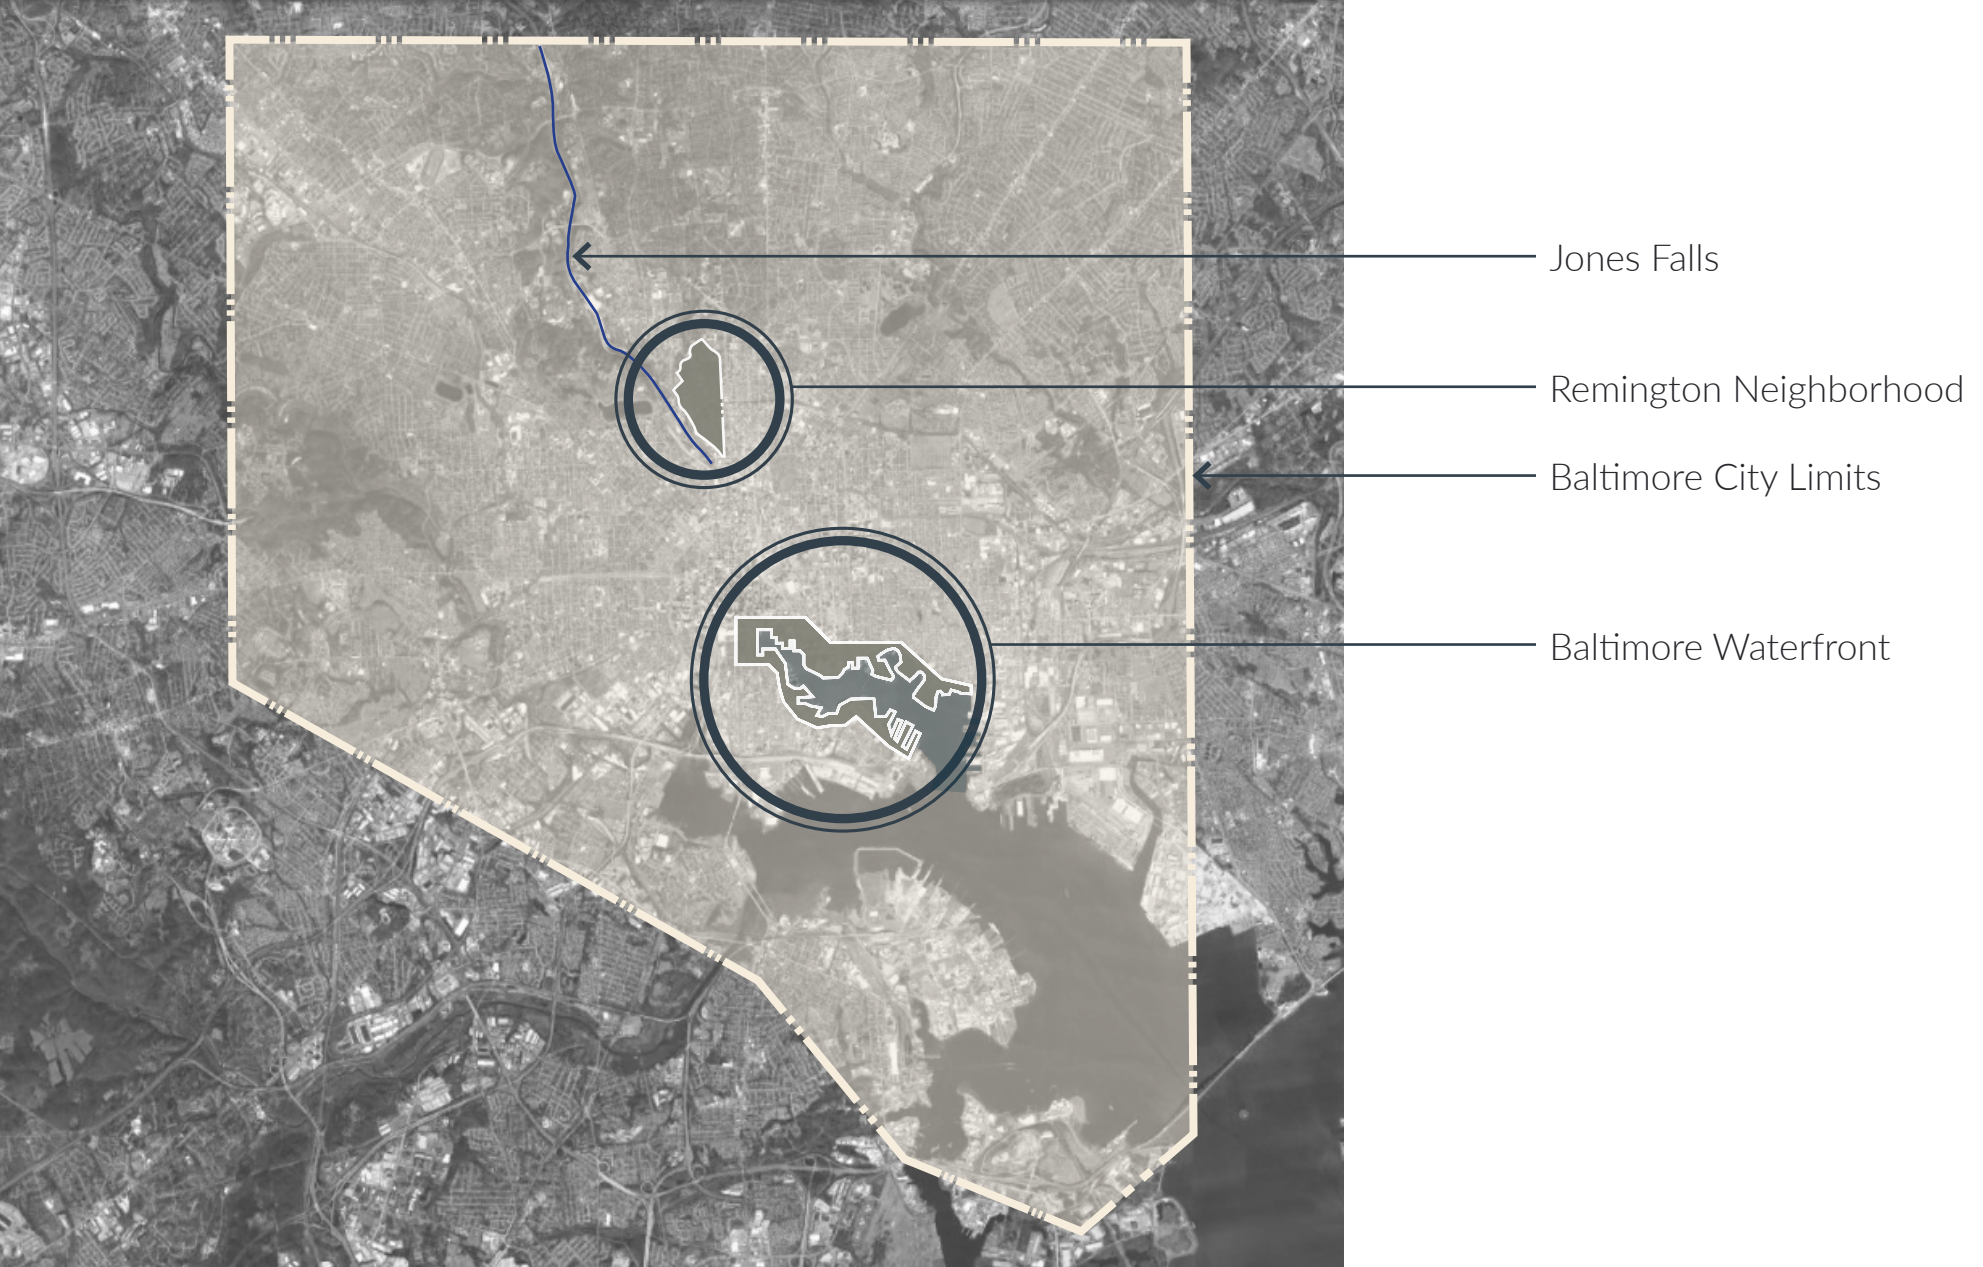 Jones Falls
Remington Neighborhood
Baltimore City Limits
Baltimore Waterfront